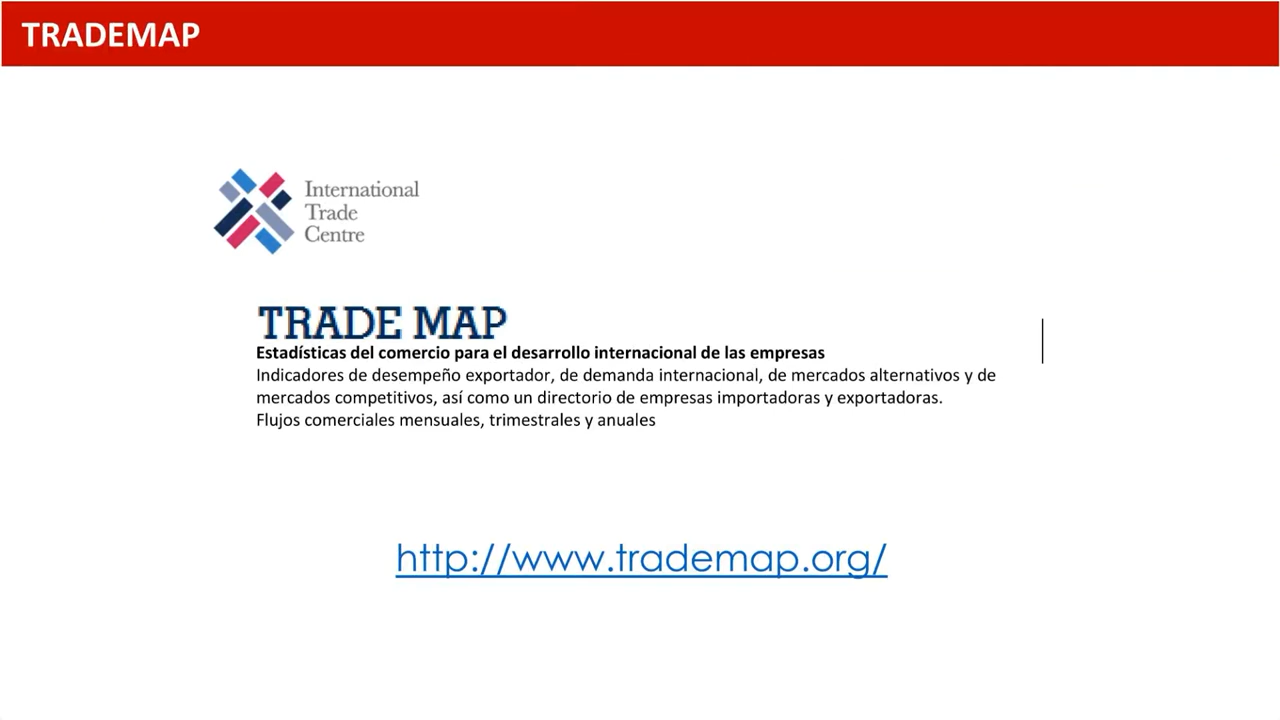 TRADEMAP
International
Trade
Centre
TRADE MAP
Estadísticas del comercio para el desarrollo internacional de las empresas
Indicadores de desempeño exportador, de demanda internacional, de mercados alternativos y de
mercados competitivos, así como un directorio de empresas importadoras y exportadoras.
Flujos comerciales mensuales, trimestrales y anuales
http://www.trademap.org/